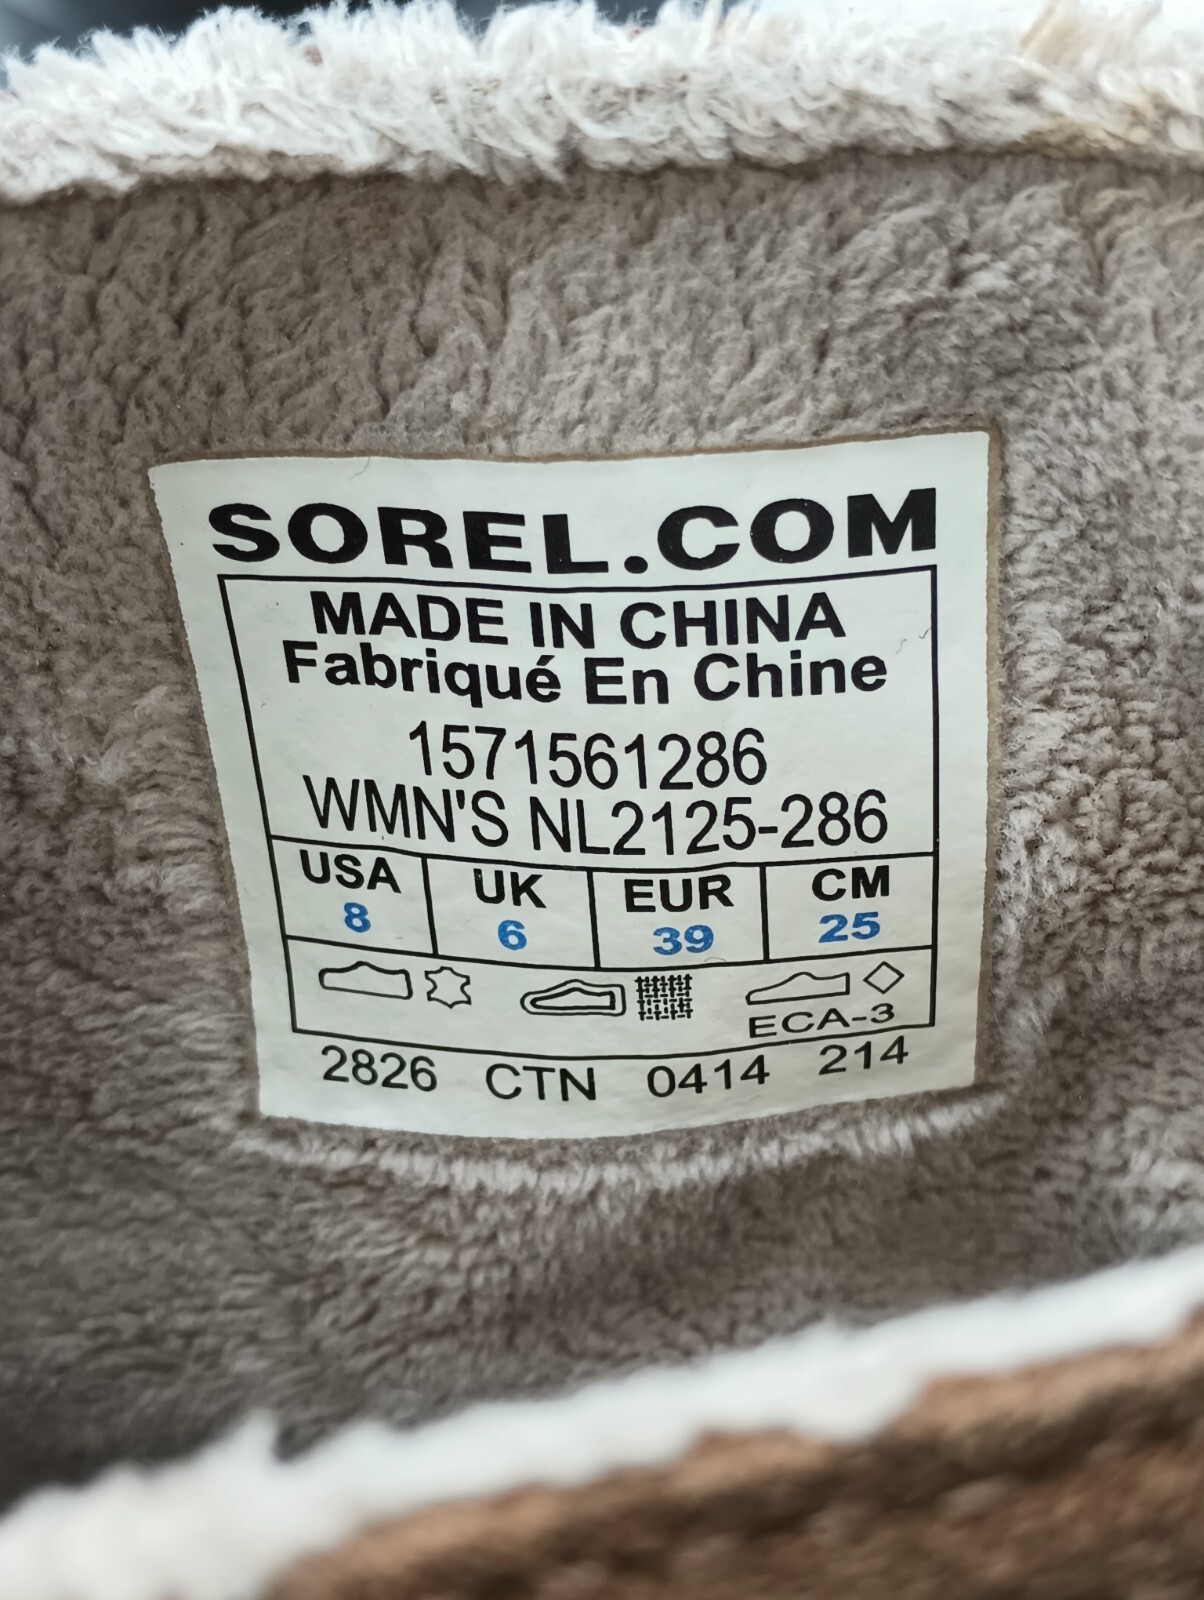 SOREL.COM
MADE IN CHINA
Fabriqué En Chine
1571561286
WMN'S NL2125-286
USA UK EUR CM
8 6 39 25
ECA-3
2826 CTN 0414 214